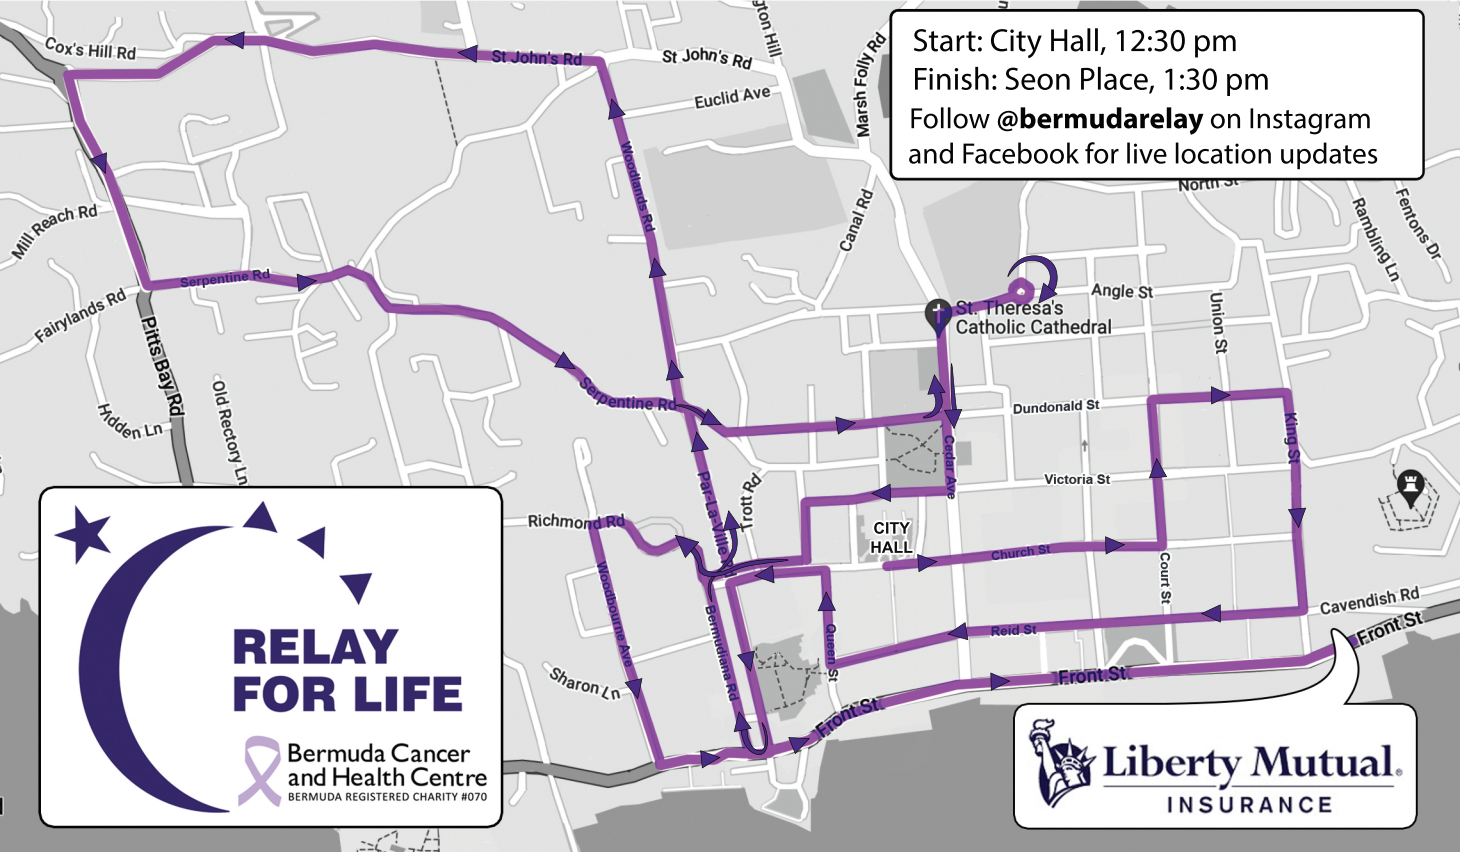 Start: City Hall, 12:30 pm
Finish: Seon Place, 1:30 pm
Follow @bermudarelay on Instagram
and Facebook for live location updates
Cox's Hill Rd
St John's Rd
St John's Rd
Euclid Ave
Marsh Folly Rd
gton Hill
Woodlands Rd
Canal Rd
North St
Rambling Ln
Fentons Dr
Mill Reach Rd
Fairylands Rd
Serpentine Rd
Pitts Bay Rd
Hidden Ln
Old Rectory Ln
Serpentine Rd
St. Theresa's
Catholic Cathedral
Angle St
Union St
Dundonald St
King St
Cedar Ave
Victoria St
Par-La-Ville
Trott Rd
Richmond Rd
CITY
HALL
Church St
Court St
Woodbourne Ave
Bermudiana Rd
Queen St
Reid St
Cavendish Rd
Front St
Front St
Front St
Sharon Ln
RELAY
FOR LIFE
Bermuda Cancer
and Health Centre
BERMUDA REGISTERED CHARITY #070
Liberty Mutual®
INSURANCE